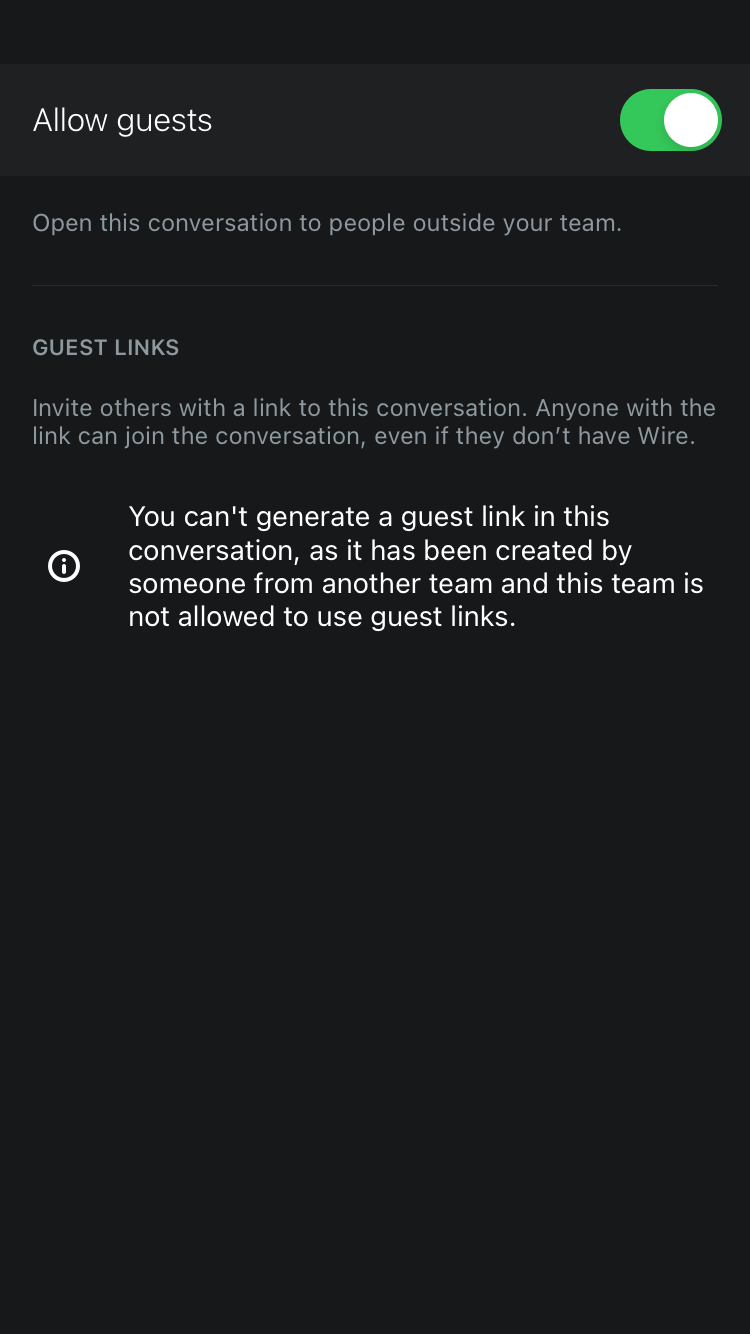 Allow guests
Open this conversation to people outside your team.
GUEST LINKS
Invite others with a link to this conversation. Anyone with the
link can join the conversation, even if they don’t have Wire.
You can't generate a guest link in this
conversation, as it has been created by
someone from another team and this team is
not allowed to use guest links.